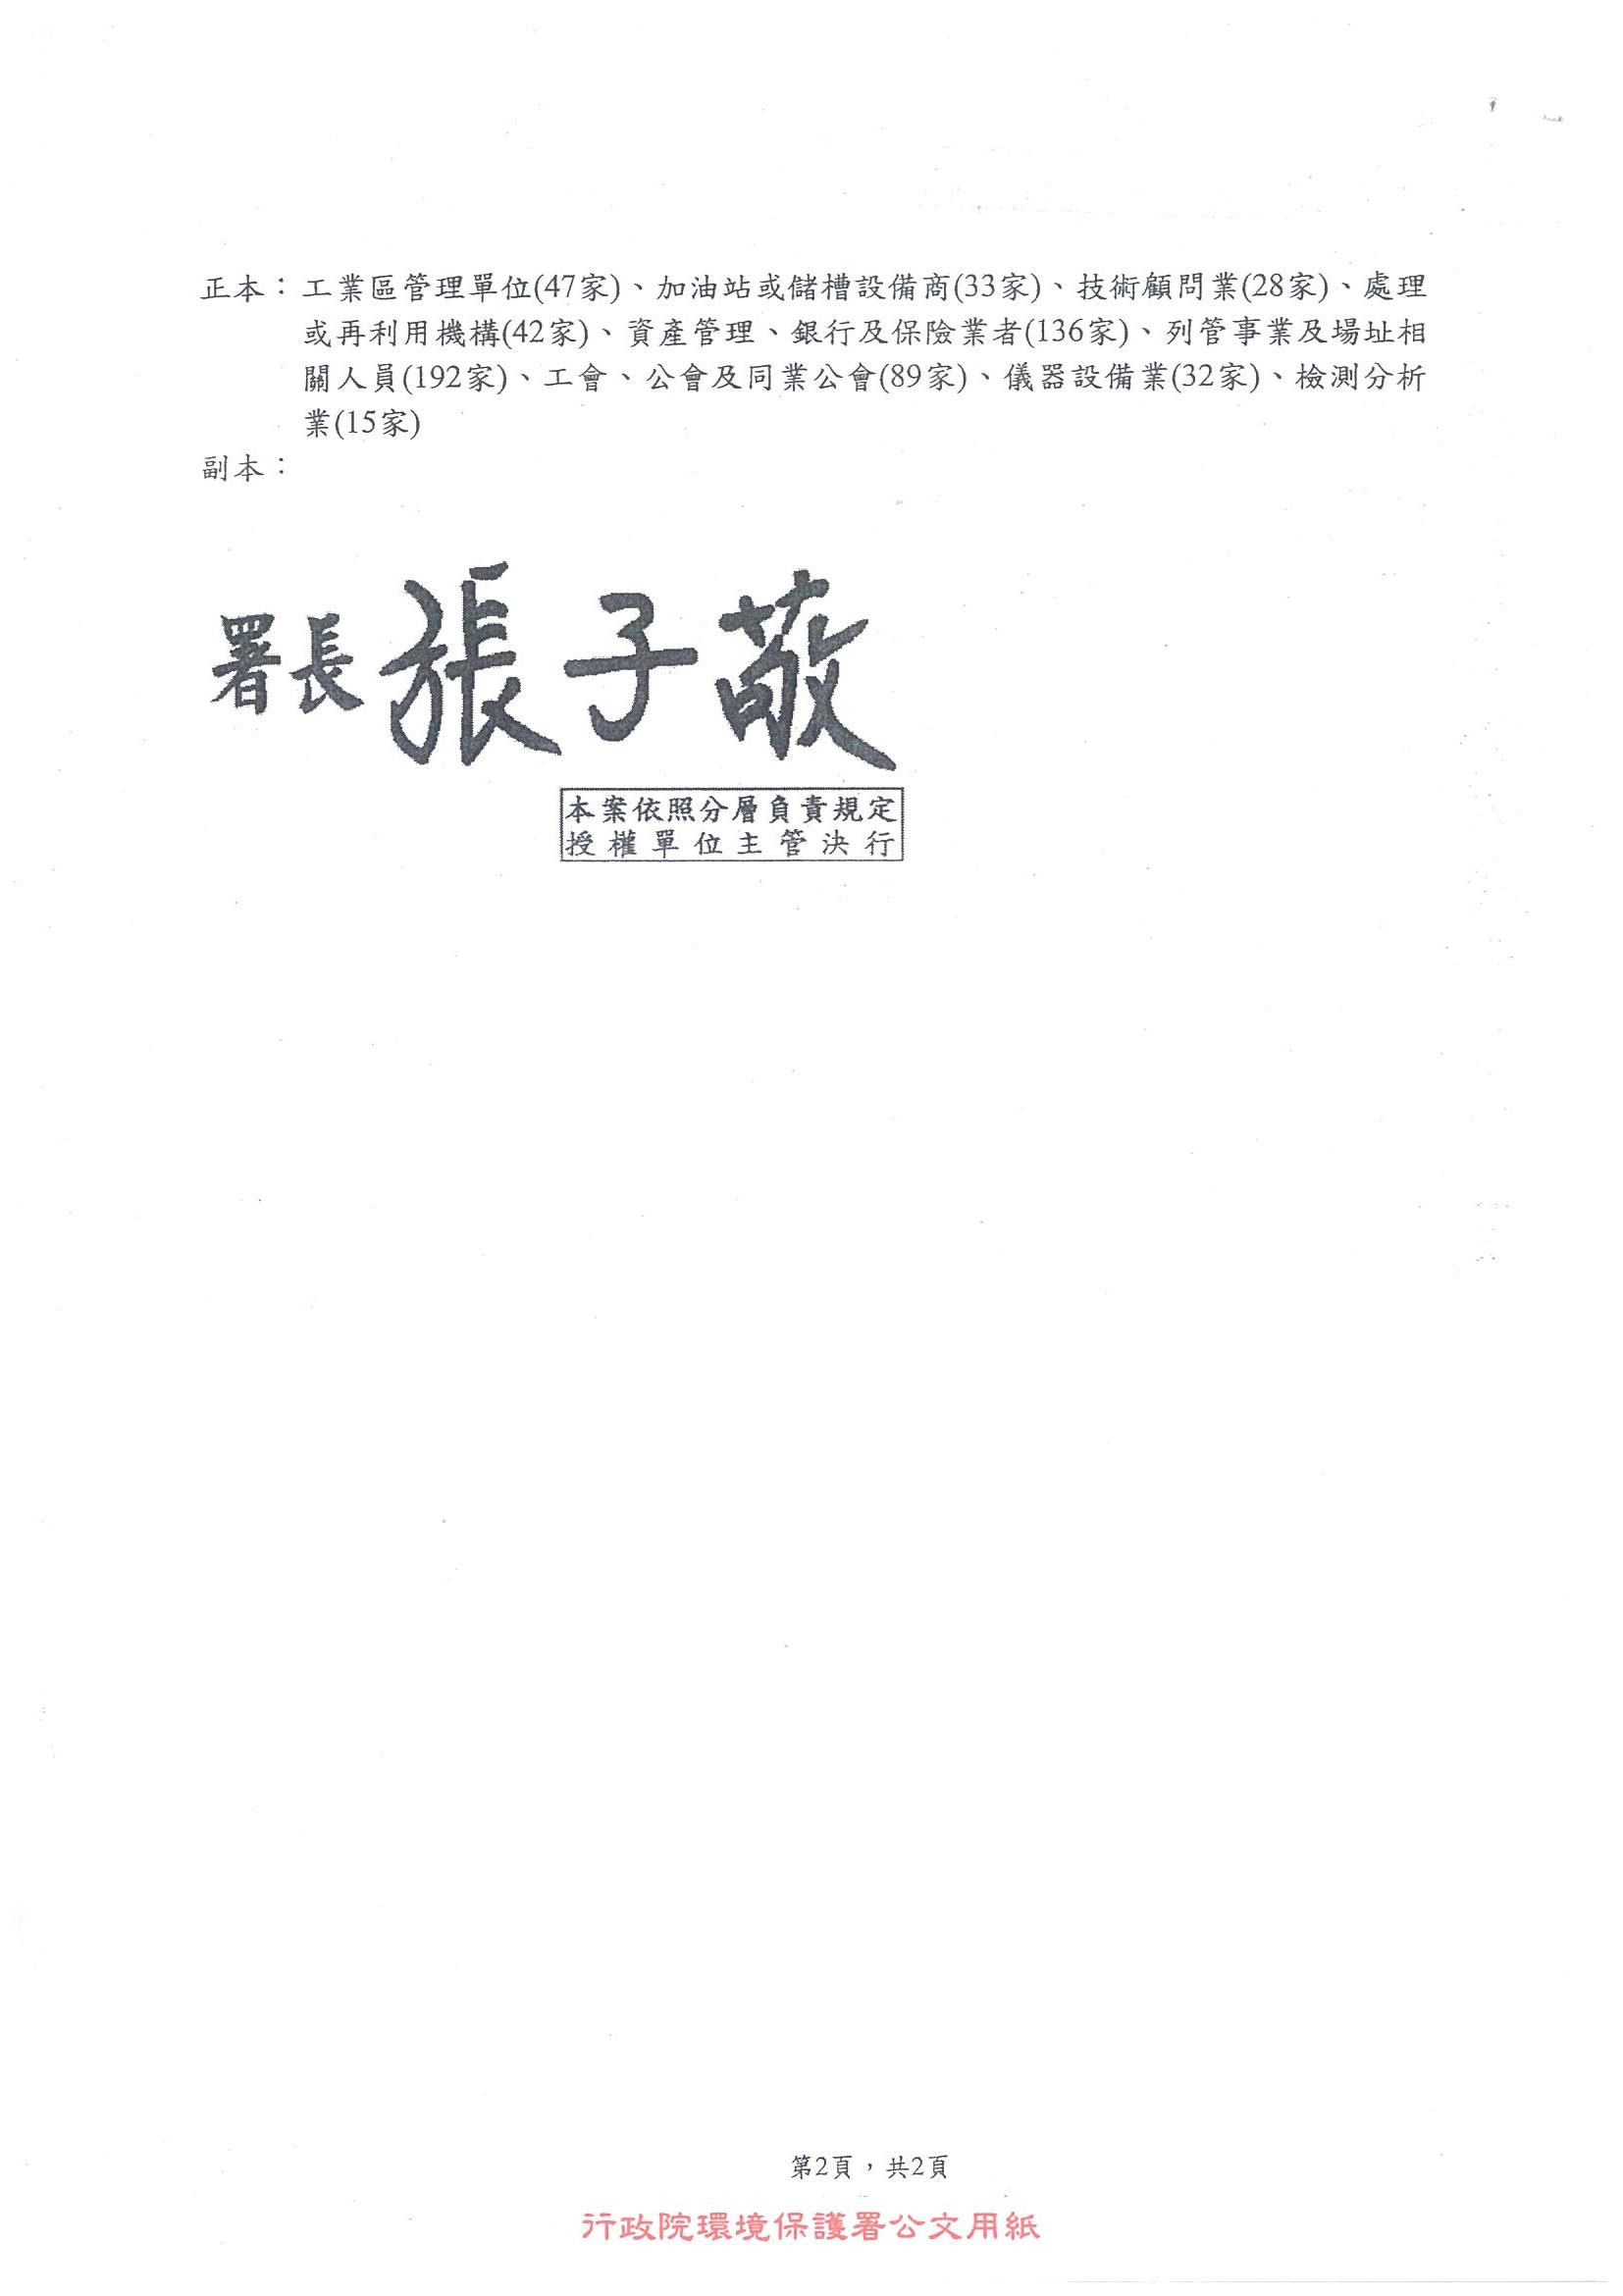 正本：工業區管理單位(47家)、加油站或儲槽設備商(33家)、技術顧問業(28家)、處理
或再利用機構(42家)、資產管理、銀行及保險業者(136家)、列管事業及場址相
關人員(192家)、工會、公會及同業公會(89家)、儀器設備業(32家)、檢測分析
業(15家)
副本：
署長 張子敬
本案依照分層負責規定
授權單位主管決行
第2頁，共2頁
行政院環境保護署公文用紙